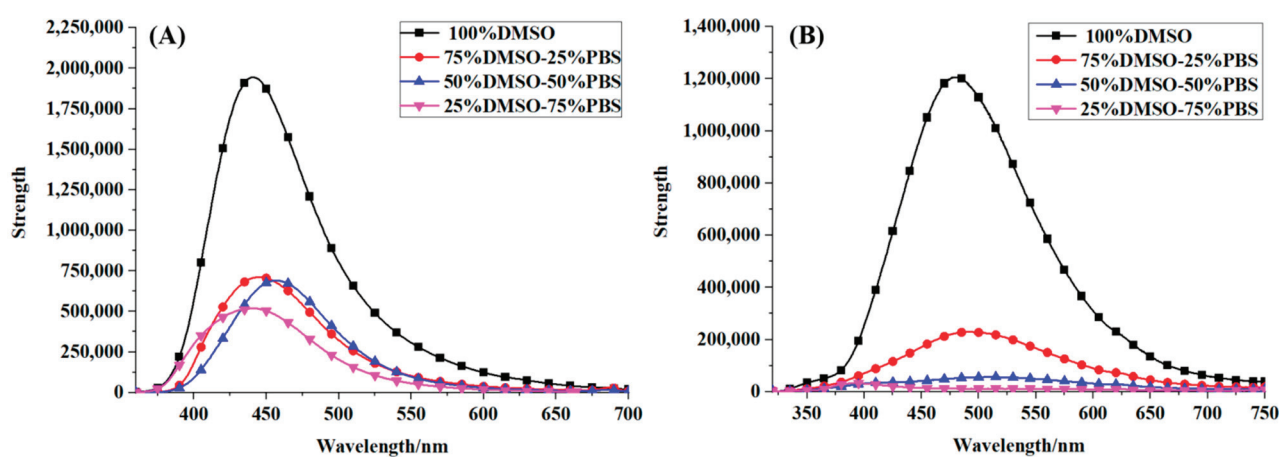 (A)
100%DMSO
75%DMSO-25%PBS
50%DMSO-50%PBS
25%DMSO-75%PBS
2,250,000
2,000,000
1,750,000
1,500,000
1,250,000
1,000,000
750,000
500,000
250,000
0
Strength
400
450
500
550
600
650
700
Wavelength/nm
(B)
100%DMSO
75%DMSO-25%PBS
50%DMSO-50%PBS
25%DMSO-75%PBS
1,400,000
1,200,000
1,000,000
800,000
600,000
400,000
200,000
0
Strength
350
400
450
500
550
600
650
700
750
Wavelength/nm